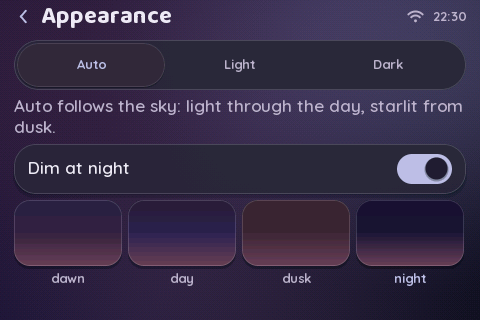 Appearance
22:30
Auto
Light
Dark
Auto follows the sky: light through the day, starlit from
dusk.
Dim at night
dawn
day
dusk
night